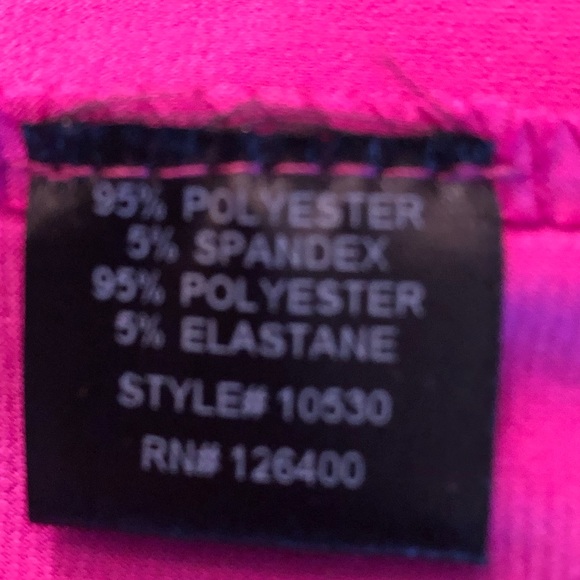 95% POLYESTER
5% SPANDEX
95% POLYESTER
5% ELASTANE
STYLE# 10530
RN# 126400